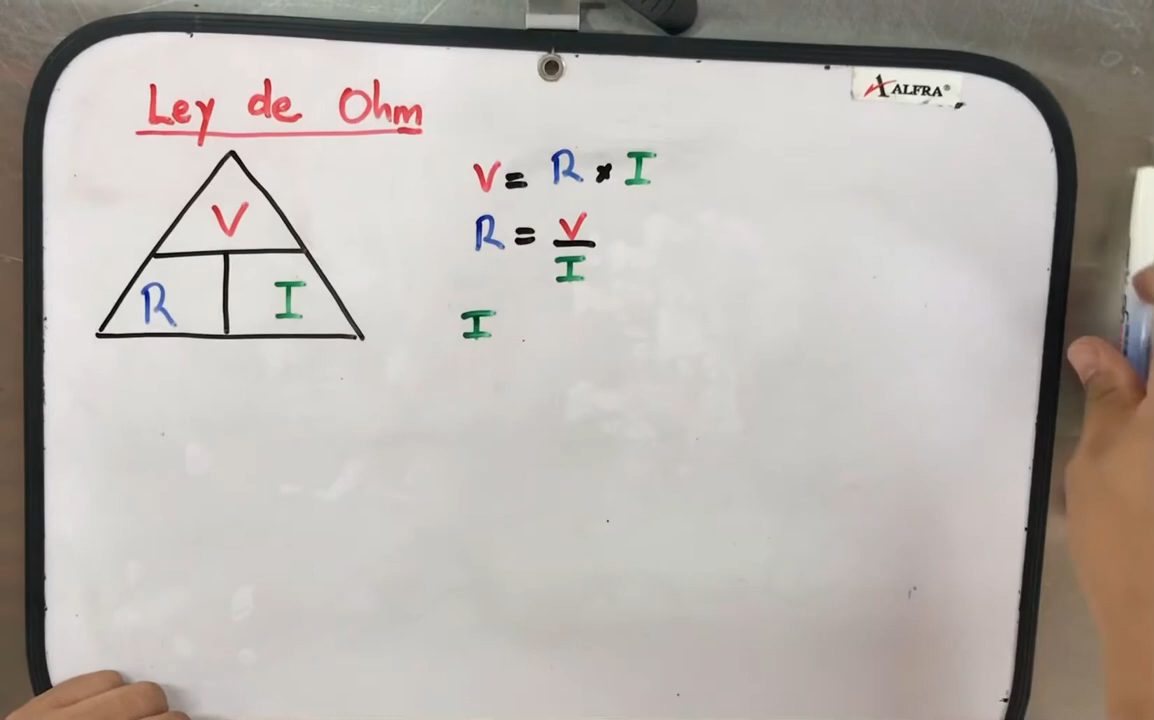 Ley de Ohm
ALFRA®
V
R I
V = R × I
R = V / I
I